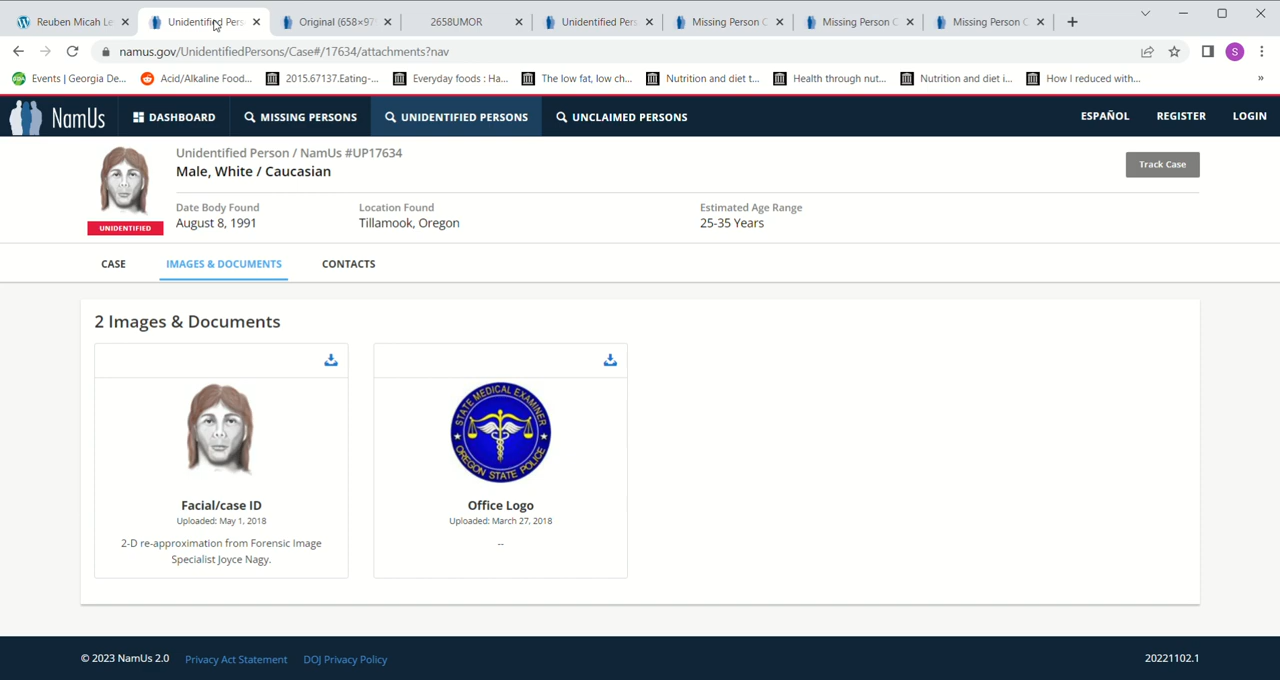 Reuben Micah Le
Unidentified Pers
Original (658×97
2658UMOR
Unidentified Pers
Missing Person C
Missing Person C
Missing Person C
namus.gov/UnidentifiedPersons/Case#/17634/attachments?nav
S
Events | Georgia De...
Acid/Alkaline Food...
2015.67137.Eating-...
Everyday foods : Ha...
The low fat, low ch...
Nutrition and diet t...
Health through nut...
Nutrition and diet i...
How I reduced with...
»
NamUs
DASHBOARD
MISSING PERSONS
UNIDENTIFIED PERSONS
UNCLAIMED PERSONS
ESPAÑOL
REGISTER
LOGIN
Unidentified Person / NamUs #UP17634
Male, White / Caucasian
Track Case
Date Body Found
August 8, 1991
Location Found
Tillamook, Oregon
Estimated Age Range
25-35 Years
UNIDENTIFIED
CASE
IMAGES & DOCUMENTS
CONTACTS
2 Images & Documents
Facial/case ID
Uploaded: May 1, 2018
2-D re-approximation from Forensic Image
Specialist Joyce Nagy.
STATE MEDICAL EXAMINER
OREGON STATE POLICE
Office Logo
Uploaded: March 27, 2018
--
© 2023 NamUs 2.0
Privacy Act Statement
DOJ Privacy Policy
20221102.1